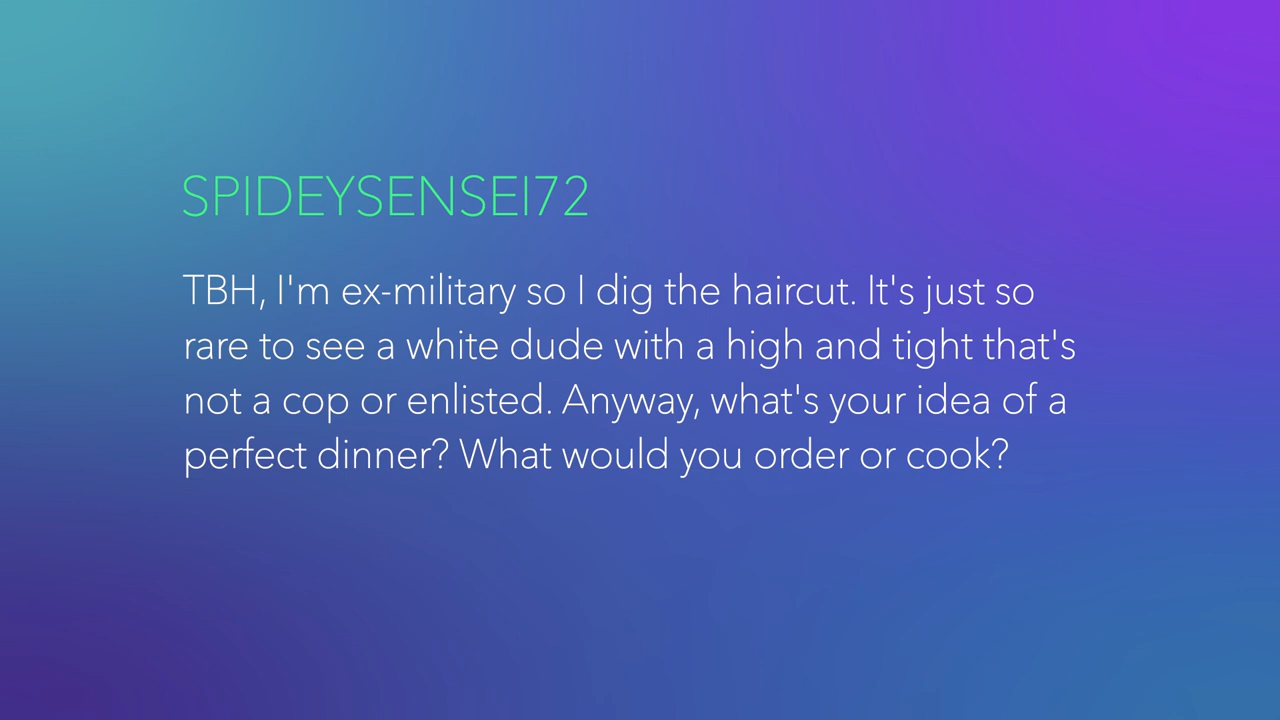 SPIDEYSENSEI72
TBH, I'm ex-military so I dig the haircut. It's just so
rare to see a white dude with a high and tight that's
not a cop or enlisted. Anyway, what's your idea of a
perfect dinner? What would you order or cook?